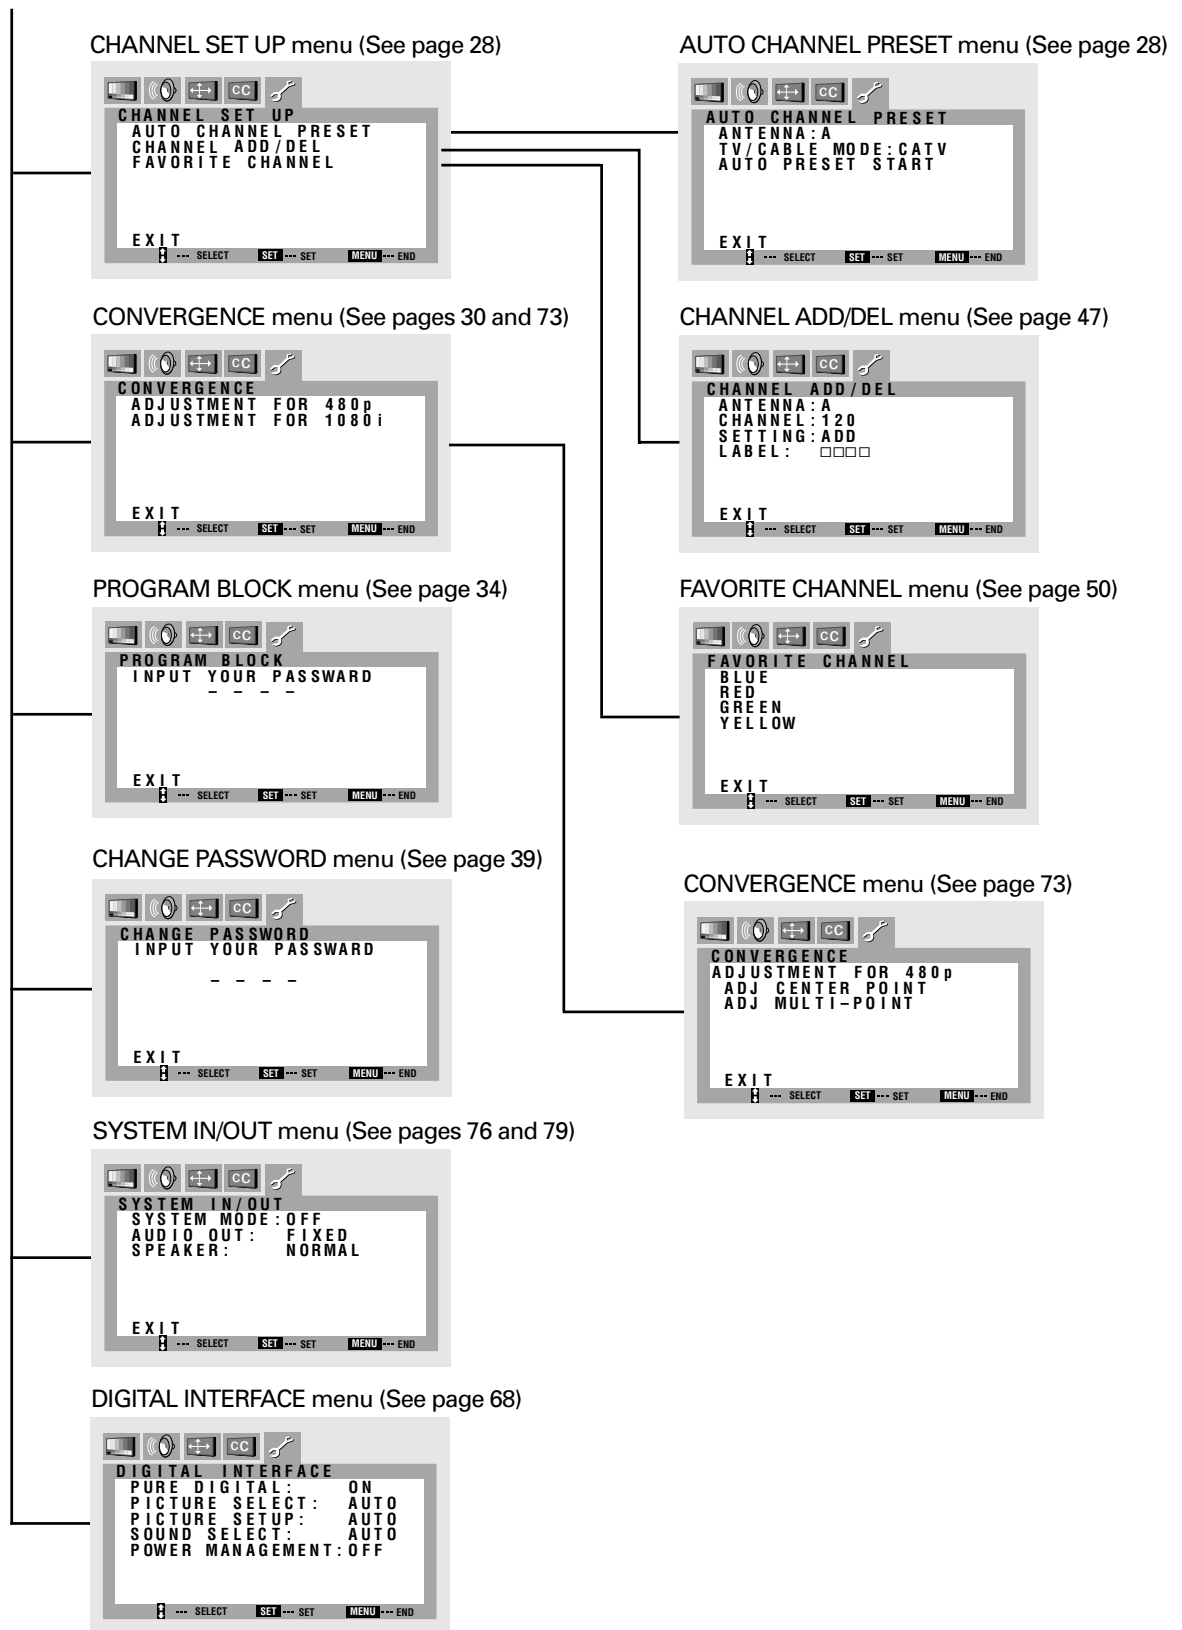 CHANNEL SET UP menu (See page 28)
CC
CHANNEL SET UP
AUTO CHANNEL PRESET
CHANNEL ADD/DEL
FAVORITE CHANNEL
EXIT
--- SELECT SET --- SET MENU --- END
CONVERGENCE menu (See pages 30 and 73)
CC
CONVERGENCE
ADJUSTMENT FOR 480p
ADJUSTMENT FOR 1080i
EXIT
--- SELECT SET --- SET MENU --- END
PROGRAM BLOCK menu (See page 34)
CC
PROGRAM BLOCK
INPUT YOUR PASSWARD
– – – –
EXIT
--- SELECT SET --- SET MENU --- END
CHANGE PASSWORD menu (See page 39)
CC
CHANGE PASSWORD
INPUT YOUR PASSWARD
– – – –
EXIT
--- SELECT SET --- SET MENU --- END
SYSTEM IN/OUT menu (See pages 76 and 79)
CC
SYSTEM IN/OUT
SYSTEM MODE:OFF
AUDIO OUT: FIXED
SPEAKER: NORMAL
EXIT
--- SELECT SET --- SET MENU --- END
DIGITAL INTERFACE menu (See page 68)
CC
DIGITAL INTERFACE
PURE DIGITAL: ON
PICTURE SELECT: AUTO
PICTURE SETUP: AUTO
SOUND SELECT: AUTO
POWER MANAGEMENT:OFF
--- SELECT SET --- SET MENU --- END
AUTO CHANNEL PRESET menu (See page 28)
CC
AUTO CHANNEL PRESET
ANTENNA:A
TV/CABLE MODE:CATV
AUTO PRESET START
EXIT
--- SELECT SET --- SET MENU --- END
CHANNEL ADD/DEL menu (See page 47)
CC
CHANNEL ADD/DEL
ANTENNA:A
CHANNEL:120
SETTING:ADD
LABEL: □□□□
EXIT
--- SELECT SET --- SET MENU --- END
FAVORITE CHANNEL menu (See page 50)
CC
FAVORITE CHANNEL
BLUE
RED
GREEN
YELLOW
EXIT
--- SELECT SET --- SET MENU --- END
CONVERGENCE menu (See page 73)
CC
CONVERGENCE
ADJUSTMENT FOR 480p
ADJ CENTER POINT
ADJ MULTI–POINT
EXIT
--- SELECT SET --- SET MENU --- END